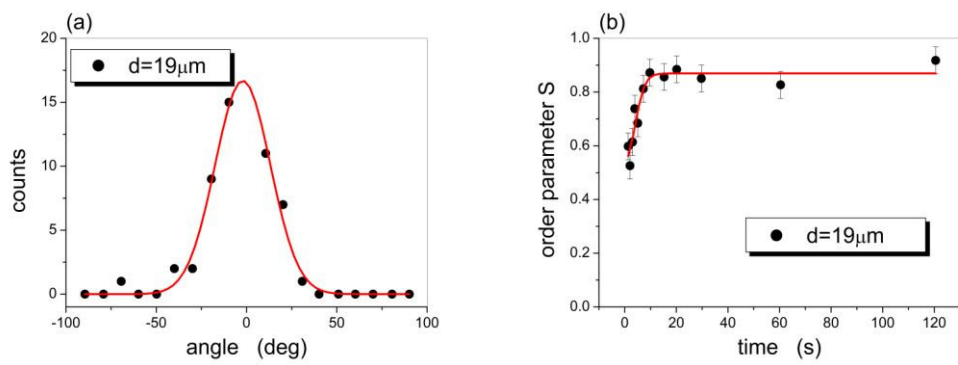 (a)
20
15
10
5
0
counts
d=19μm
-100 -50 0 50 100
angle (deg)
(b)
1.0
0.8
0.6
0.4
0.2
0.0
order parameter S
d=19μm
0 20 40 60 80 100 120
time (s)